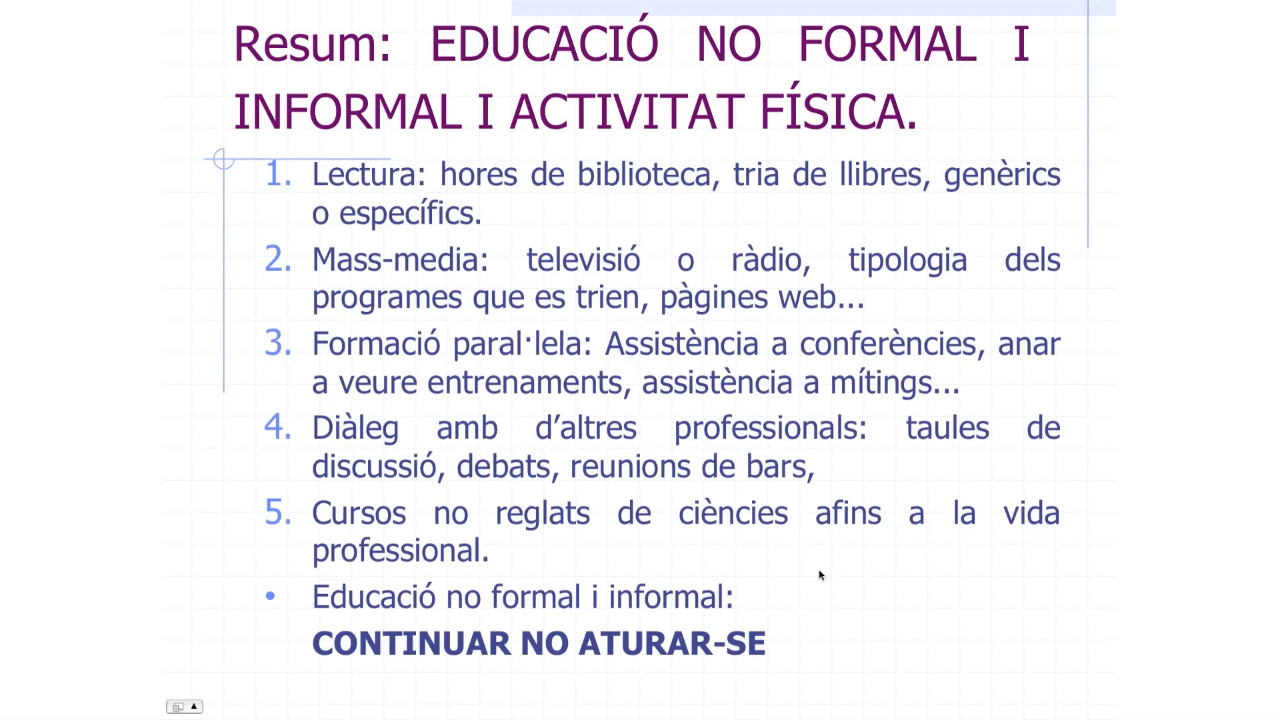 Resum: EDUCACIÓ NO FORMAL I
INFORMAL I ACTIVITAT FÍSICA.
1. Lectura: hores de biblioteca, tria de llibres, genèrics
o específics.
2. Mass-media: televisió o ràdio, tipologia dels
programes que es trien, pàgines web...
3. Formació paral·lela: Assistència a conferències, anar
a veure entrenaments, assistència a mítings...
4. Diàleg amb d’altres professionals: taules de
discussió, debats, reunions de bars,
5. Cursos no reglats de ciències afins a la vida
professional.
• Educació no formal i informal:
CONTINUAR NO ATURAR-SE